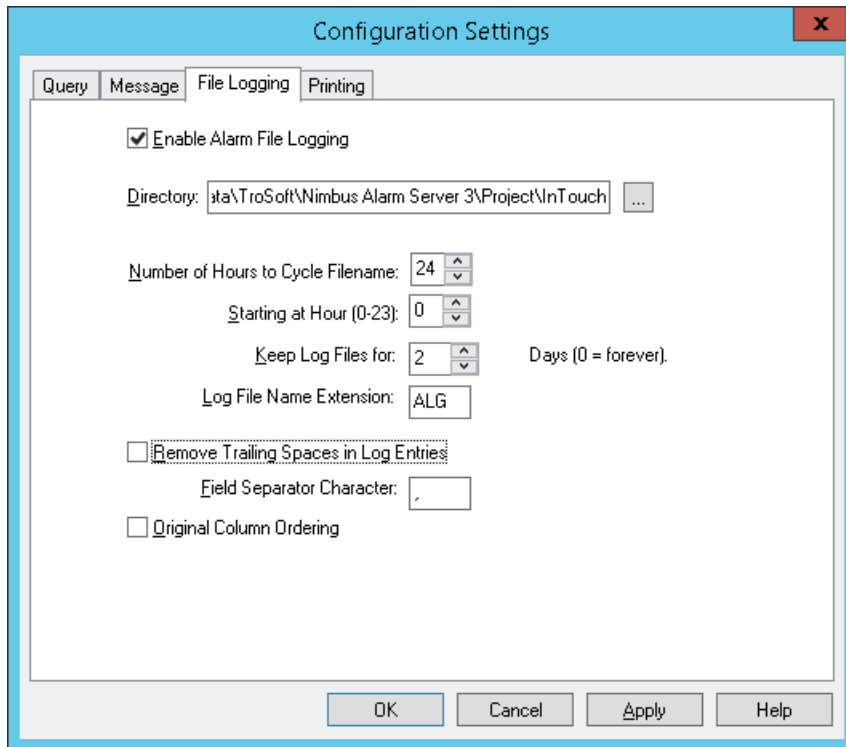 Configuration Settings
x
Query Message File Logging Printing
Enable Alarm File Logging
Directory: ata\TroSoft\Nimbus Alarm Server 3\Project\InTouch ...
Number of Hours to Cycle Filename: 24
Starting at Hour (0-23): 0
Keep Log Files for: 2 Days (0 = forever).
Log File Name Extension: ALG
Remove Trailing Spaces in Log Entries
Field Separator Character: ,
Original Column Ordering
OK Cancel Apply Help